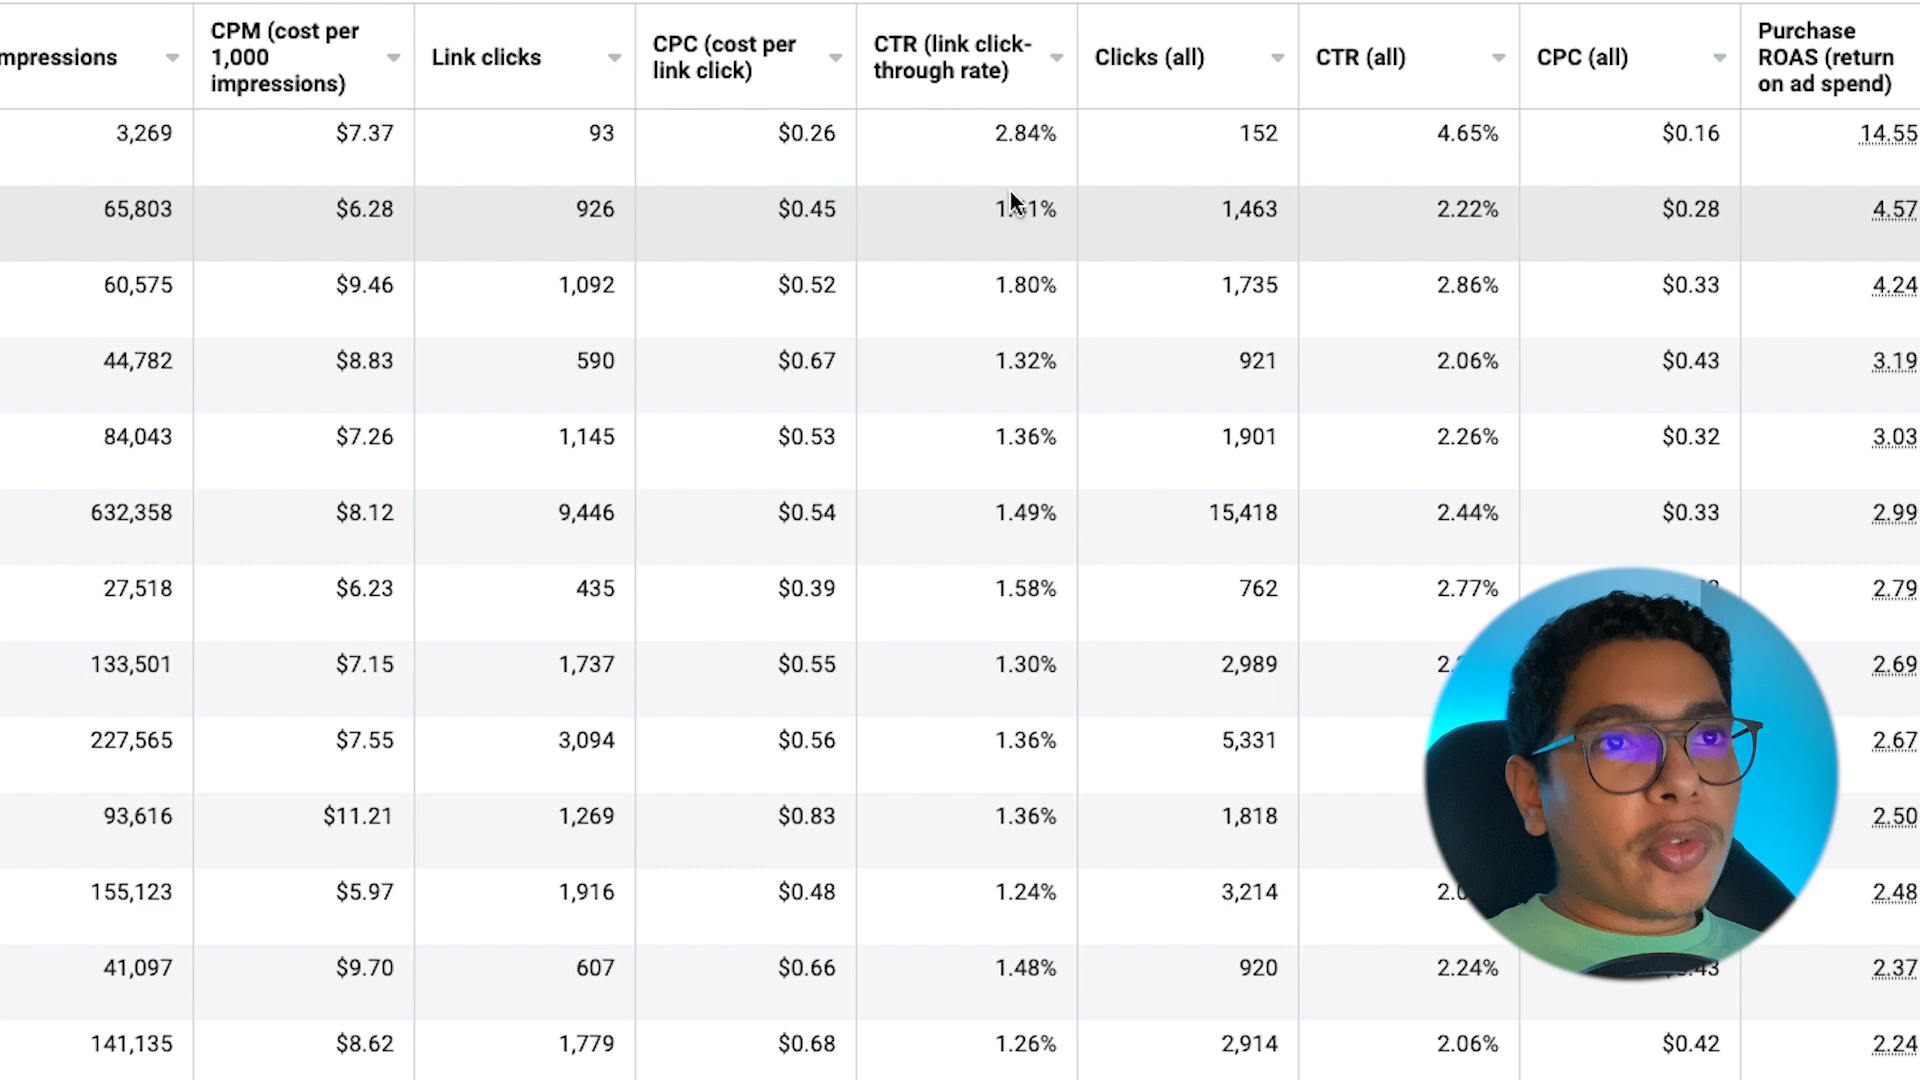 mpressions
CPM (cost per
1,000
impressions)
Link clicks
CPC (cost per
link click)
CTR (link click-
through rate)
Clicks (all)
CTR (all)
CPC (all)
Purchase
ROAS (return
on ad spend)
3,269 $7.37 93 $0.26 2.84% 152 4.65% $0.16 14.55
65,803 $6.28 926 $0.45 1,463 2.22% $0.28 4.57
60,575 $9.46 1,092 $0.52 1.80% 1,735 2.86% $0.33 4.24
44,782 $8.83 590 $0.67 1.32% 921 2.06% $0.43 3.19
84,043 $7.26 1,145 $0.53 1.36% 1,901 2.26% $0.32 3.03
632,358 $8.12 9,446 $0.54 1.49% 15,418 2.44% $0.33 2.99
27,518 $6.23 435 $0.39 1.58% 762 2.77% 2.79
133,501 $7.15 1,737 $0.55 1.30% 2,989 2.69
227,565 $7.55 3,094 $0.56 1.36% 5,331 2.67
93,616 $11.21 1,269 $0.83 1.36% 1,818 2.50
155,123 $5.97 1,916 $0.48 1.24% 3,214 2.48
41,097 $9.70 607 $0.66 1.48% 920 2.24% 2.37
141,135 $8.62 1,779 $0.68 1.26% 2,914 2.06% $0.42 2.24